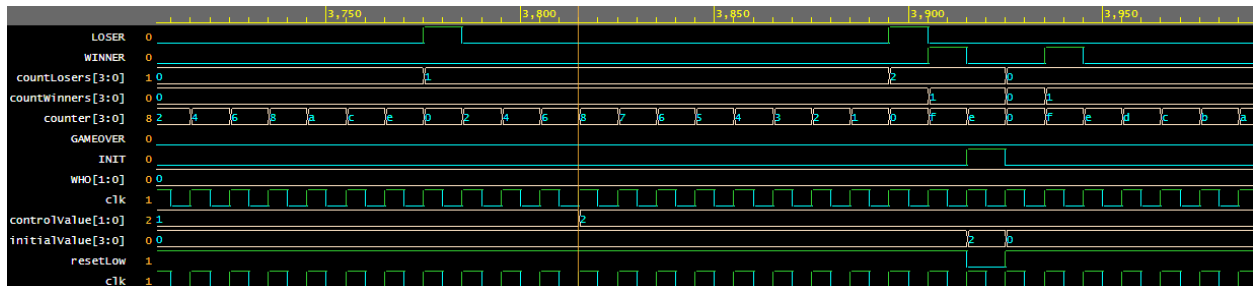 3,750 3,800 3,850 3,900 3,950
LOSER 0
WINNER 0
countLosers[3:0] 1 0 1 2 0
countWinners[3:0] 0 0 1 0 1
counter[3:0] 8 2 4 6 8 a c e 0 2 4 6 8 7 6 5 4 3 2 1 0 f e 0 f e d c b a
GAMEOVER 0
INIT 0
WHO[1:0] 0 0
clk 1
controlValue[1:0] 2 1 2
initialValue[3:0] 0 0 2 0
resetLow 1
clk 1